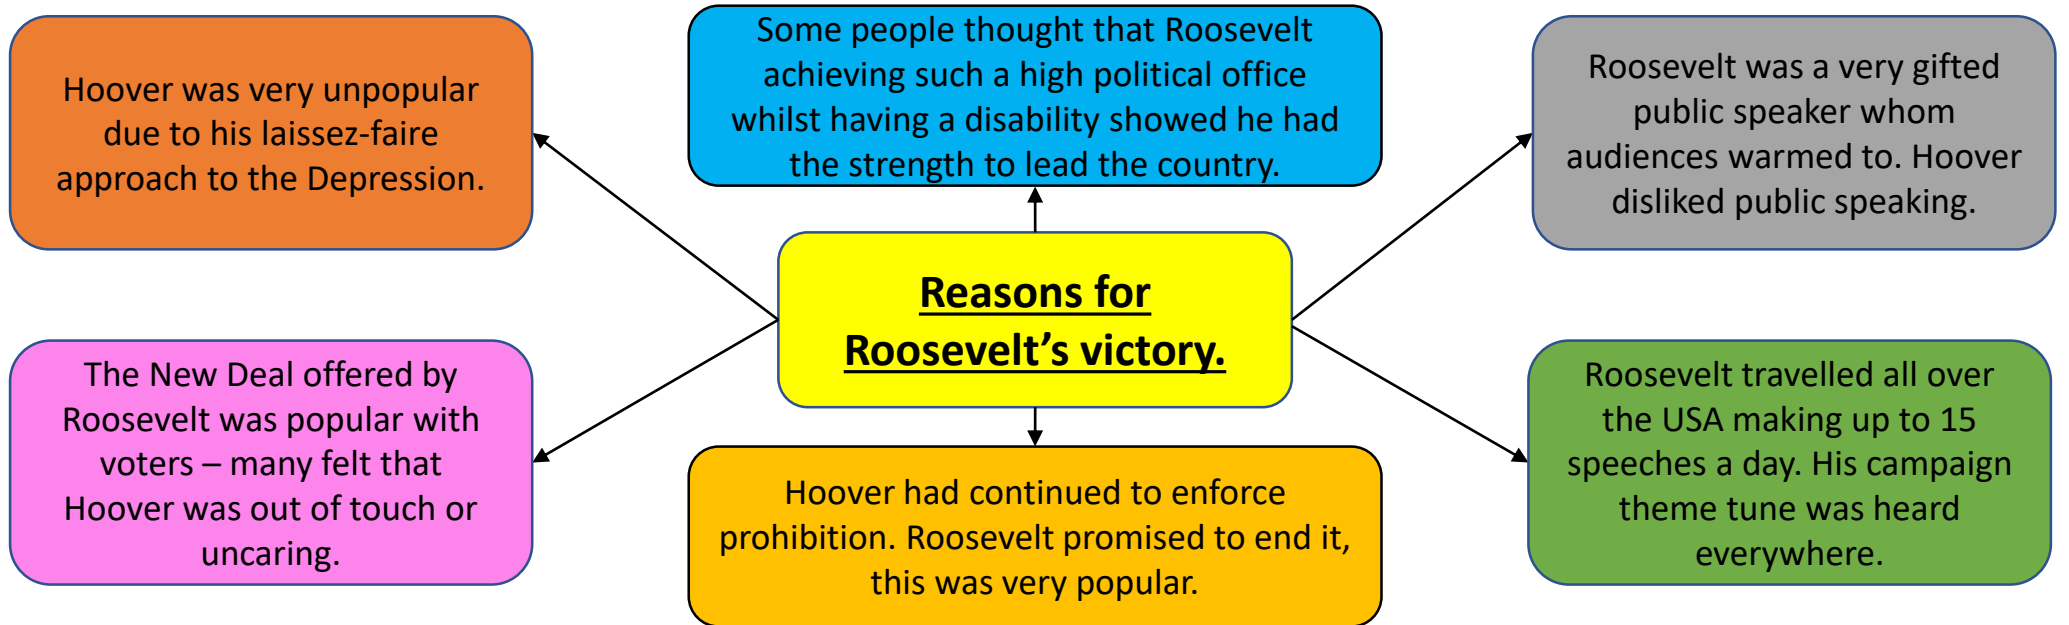 Hoover was very unpopular
due to his laissez-faire
approach to the Depression.
Some people thought that Roosevelt
achieving such a high political office
whilst having a disability showed he had
the strength to lead the country.
Roosevelt was a very gifted
public speaker whom
audiences warmed to. Hoover
disliked public speaking.
Reasons for
Roosevelt’s victory.
The New Deal offered by
Roosevelt was popular with
voters – many felt that
Hoover was out of touch or
uncaring.
Hoover had continued to enforce
prohibition. Roosevelt promised to end it,
this was very popular.
Roosevelt travelled all over
the USA making up to 15
speeches a day. His campaign
theme tune was heard
everywhere.